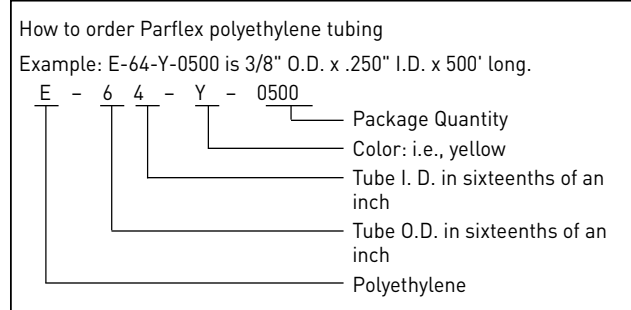 How to order Parflex polyethylene tubing
Example: E-64-Y-0500 is 3/8" O.D. x .250" I.D. x 500' long.
E – 6 4 – Y – 0500
Package Quantity
Color: i.e., yellow
Tube I. D. in sixteenths of an
inch
Tube O.D. in sixteenths of an
inch
Polyethylene